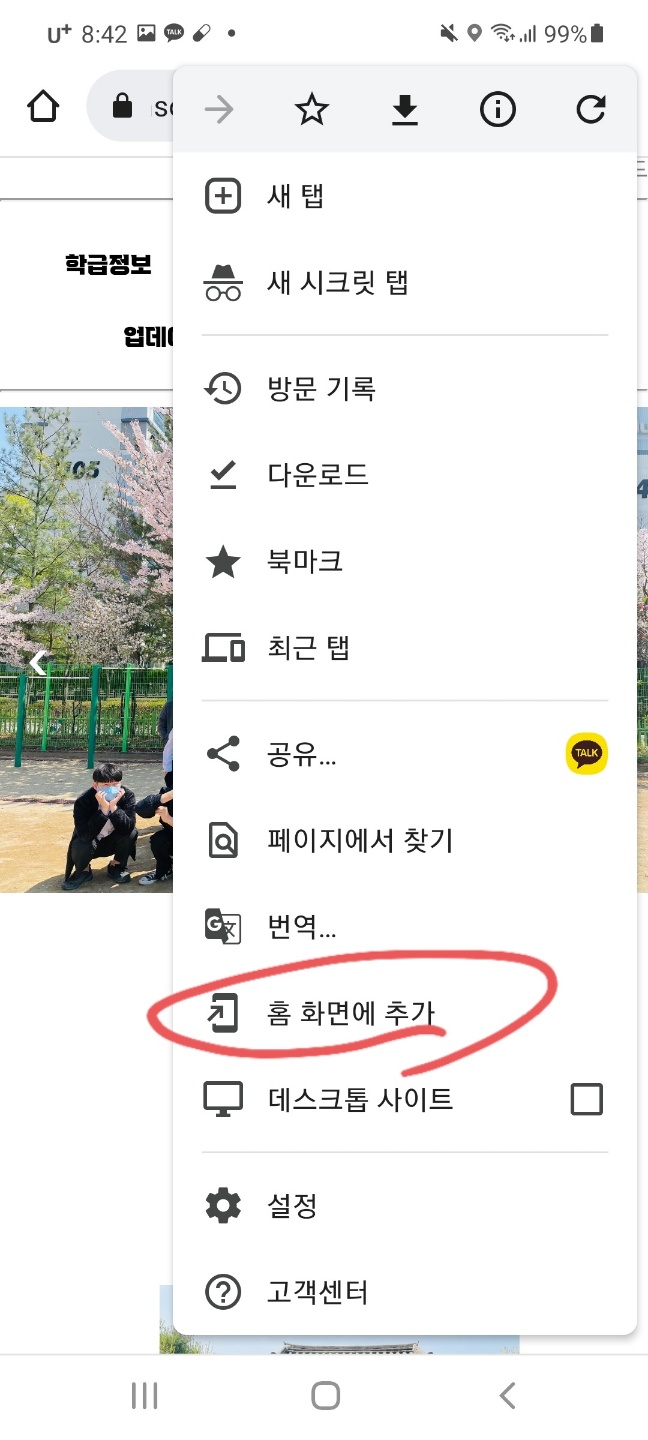 U+ 8:42 TALK 99%
새 탭
새 시크릿 탭
학급정보
업데
방문 기록
다운로드
북마크
최근 탭
공유... TALK
페이지에서 찾기
번역...
홈 화면에 추가
데스크톱 사이트
설정
고객센터